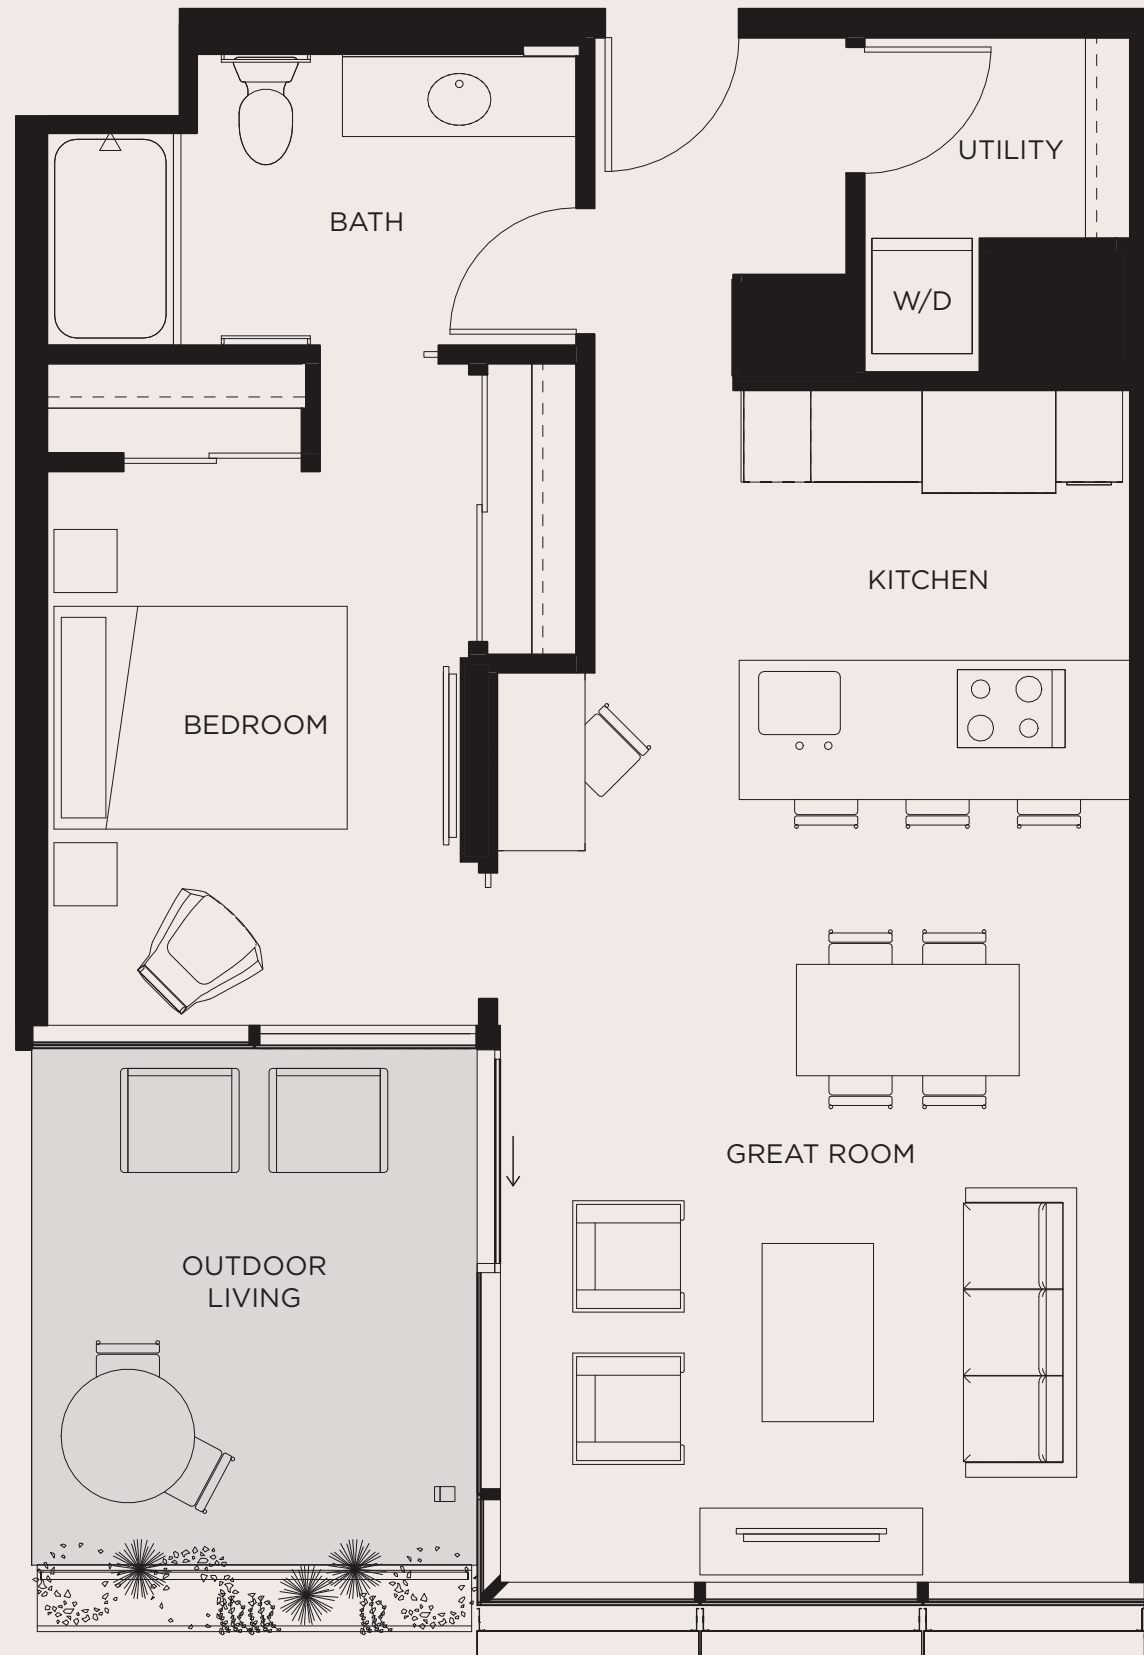 UTILITY
BATH
W/D
KITCHEN
BEDROOM
GREAT ROOM
OUTDOOR
LIVING